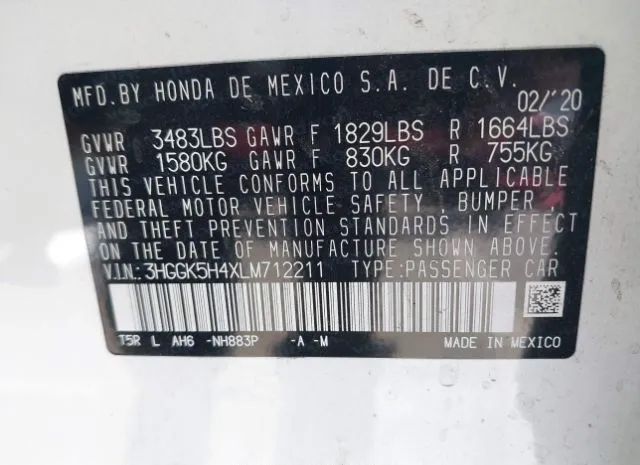 MFD.BY HONDA DE MEXICO S.A. DE C.V.
02/'20
GVWR 3483LBS GAWR F 1829LBS R 1664LBS
GVWR 1580KG GAWR F 830KG R 755KG
THIS VEHICLE CONFORMS TO ALL APPLICABLE
FEDERAL MOTOR VEHICLE SAFETY, BUMPER,
AND THEFT PREVENTION STANDARDS IN EFFECT
ON THE DATE OF MANUFACTURE SHOWN ABOVE.
V.I.N.: 3HGGK5H4XLM712211 TYPE:PASSENGER CAR
T5R L AH6 -NH883P -A -M MADE IN MEXICO